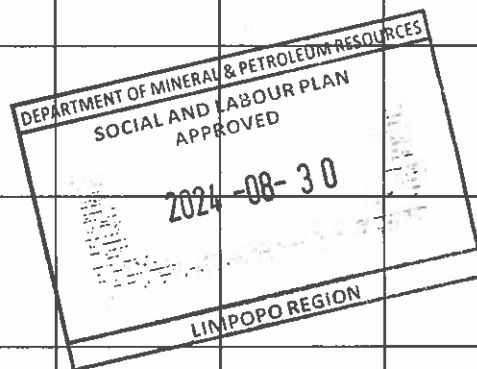 DEPARTMENT OF MINERAL & PETROLEUM RESOURCES
SOCIAL AND LABOUR PLAN
APPROVED
2024 -08- 30
LIMPOPO REGION